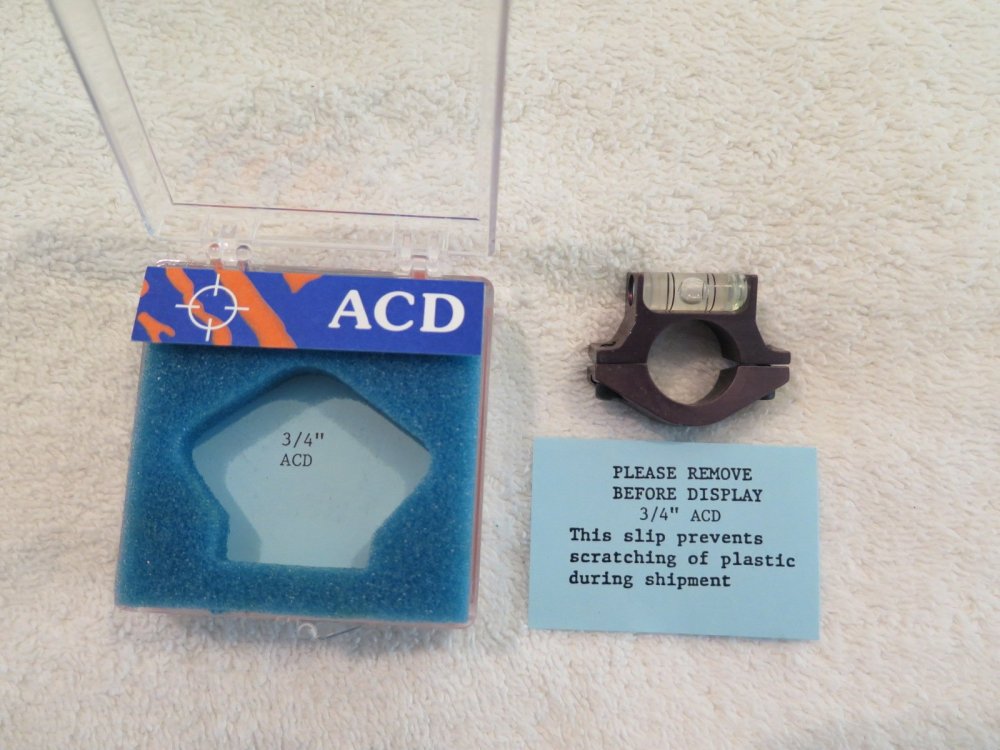 ACD
3/4"
ACD
PLEASE REMOVE
BEFORE DISPLAY
3/4" ACD
This slip prevents
scratching of plastic
during shipment